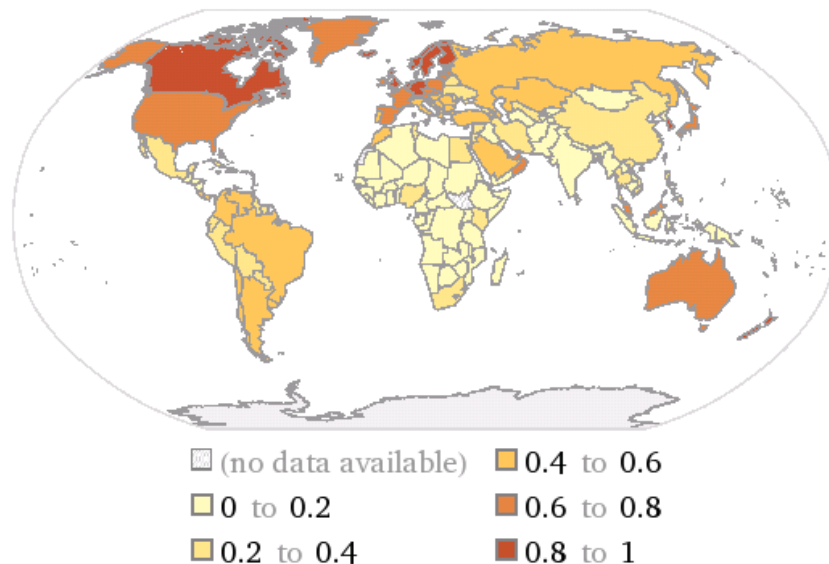 (no data available)
0 to 0.2
0.2 to 0.4
0.4 to 0.6
0.6 to 0.8
0.8 to 1